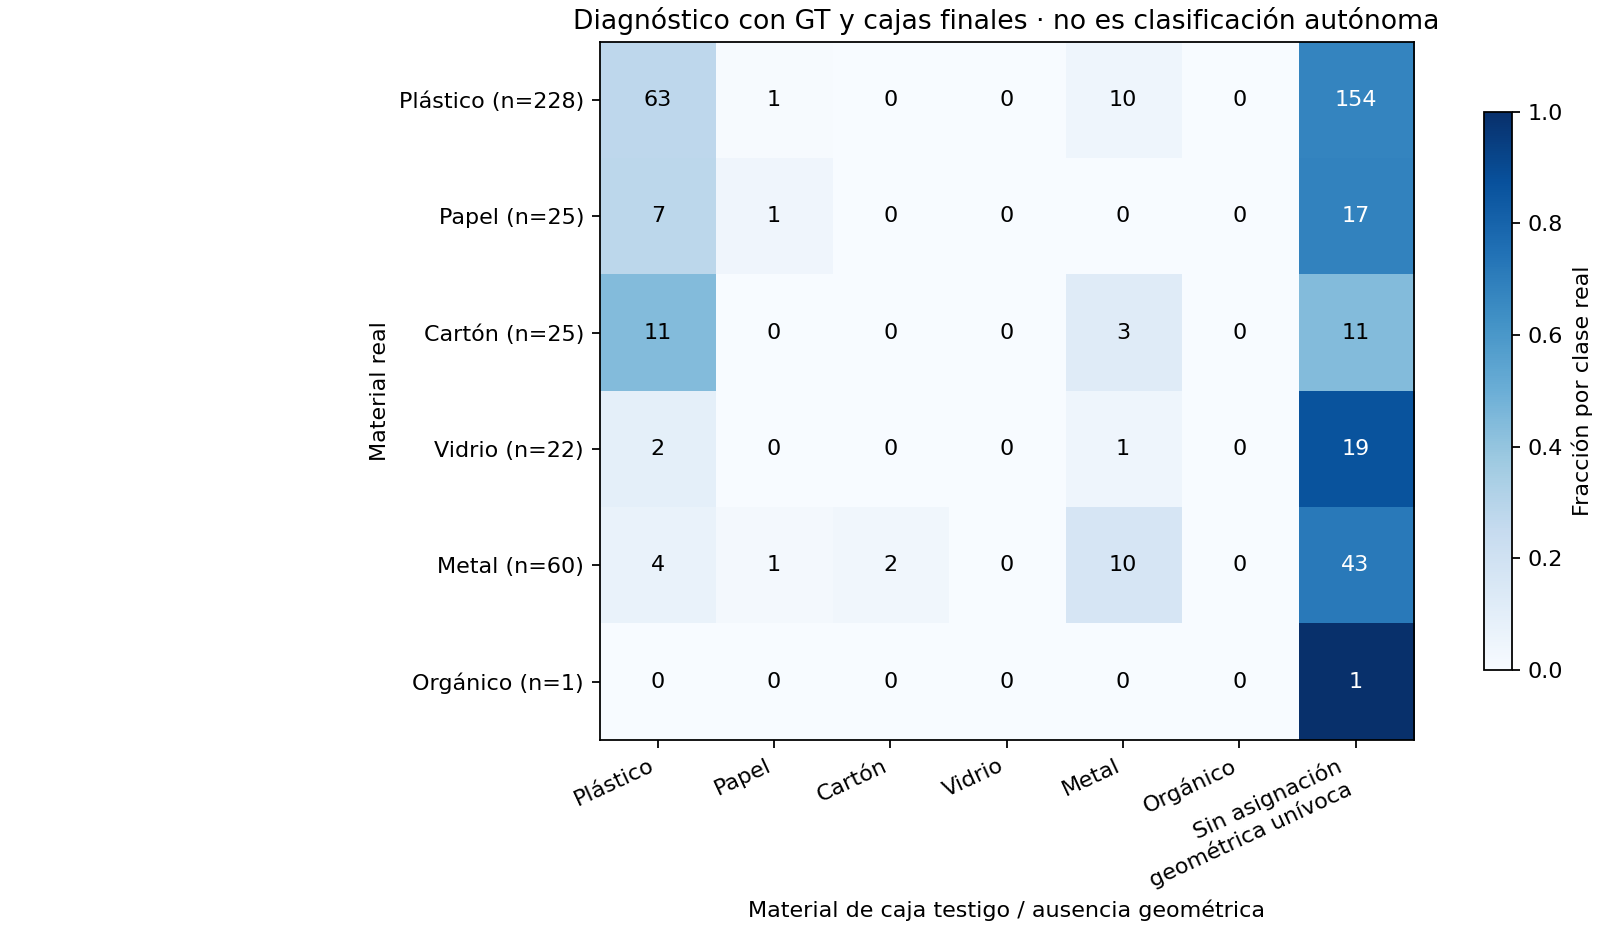 Diagnóstico con GT y cajas finales · no es clasificación autónoma
Plástico (n=228) 63 1 0 0 10 0 154
Papel (n=25) 7 1 0 0 0 0 17
Cartón (n=25) 11 0 0 0 3 0 11
Vidrio (n=22) 2 0 0 0 1 0 19
Metal (n=60) 4 1 2 0 10 0 43
Orgánico (n=1) 0 0 0 0 0 0 1
Material real
Plástico
Papel
Cartón
Vidrio
Metal
Orgánico
Sin asignación
geométrica unívoca
Material de caja testigo / ausencia geométrica
1.0
0.8
0.6
0.4
0.2
0.0
Fracción por clase real